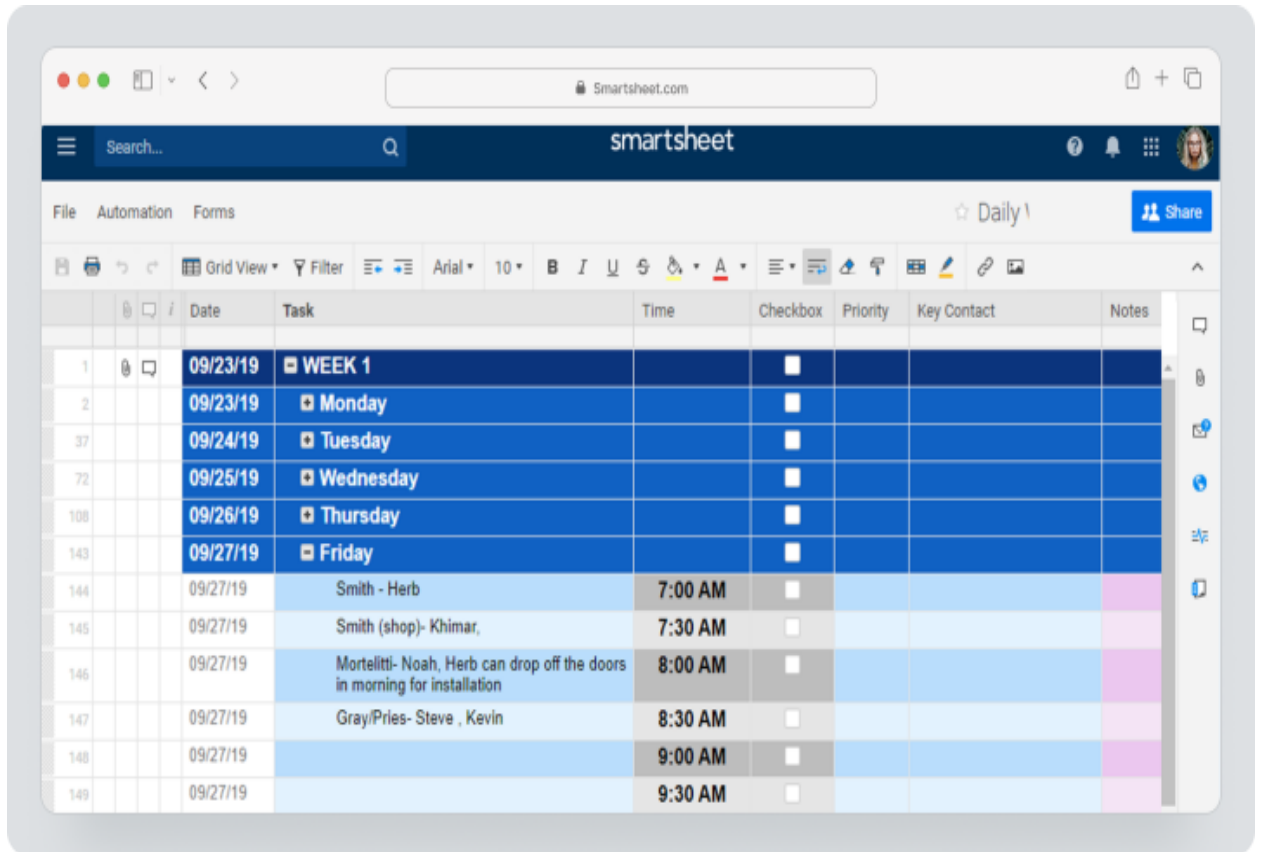 Smartsheet.com
Search...
smartsheet
File Automation Forms
Daily
Share
Grid View Filter Arial 10 B I U S A
i Date Task Time Checkbox Priority Key Contact Notes
1 09/23/19 WEEK 1
2 09/23/19 Monday
37 09/24/19 Tuesday
72 09/25/19 Wednesday
108 09/26/19 Thursday
143 09/27/19 Friday
144 09/27/19 Smith - Herb 7:00 AM
145 09/27/19 Smith (shop)- Khimar, 7:30 AM
146 09/27/19 Mortelitti- Noah, Herb can drop off the doors 8:00 AM
in morning for installation
147 09/27/19 Gray/Pries- Steve , Kevin 8:30 AM
148 09/27/19 9:00 AM
149 09/27/19 9:30 AM